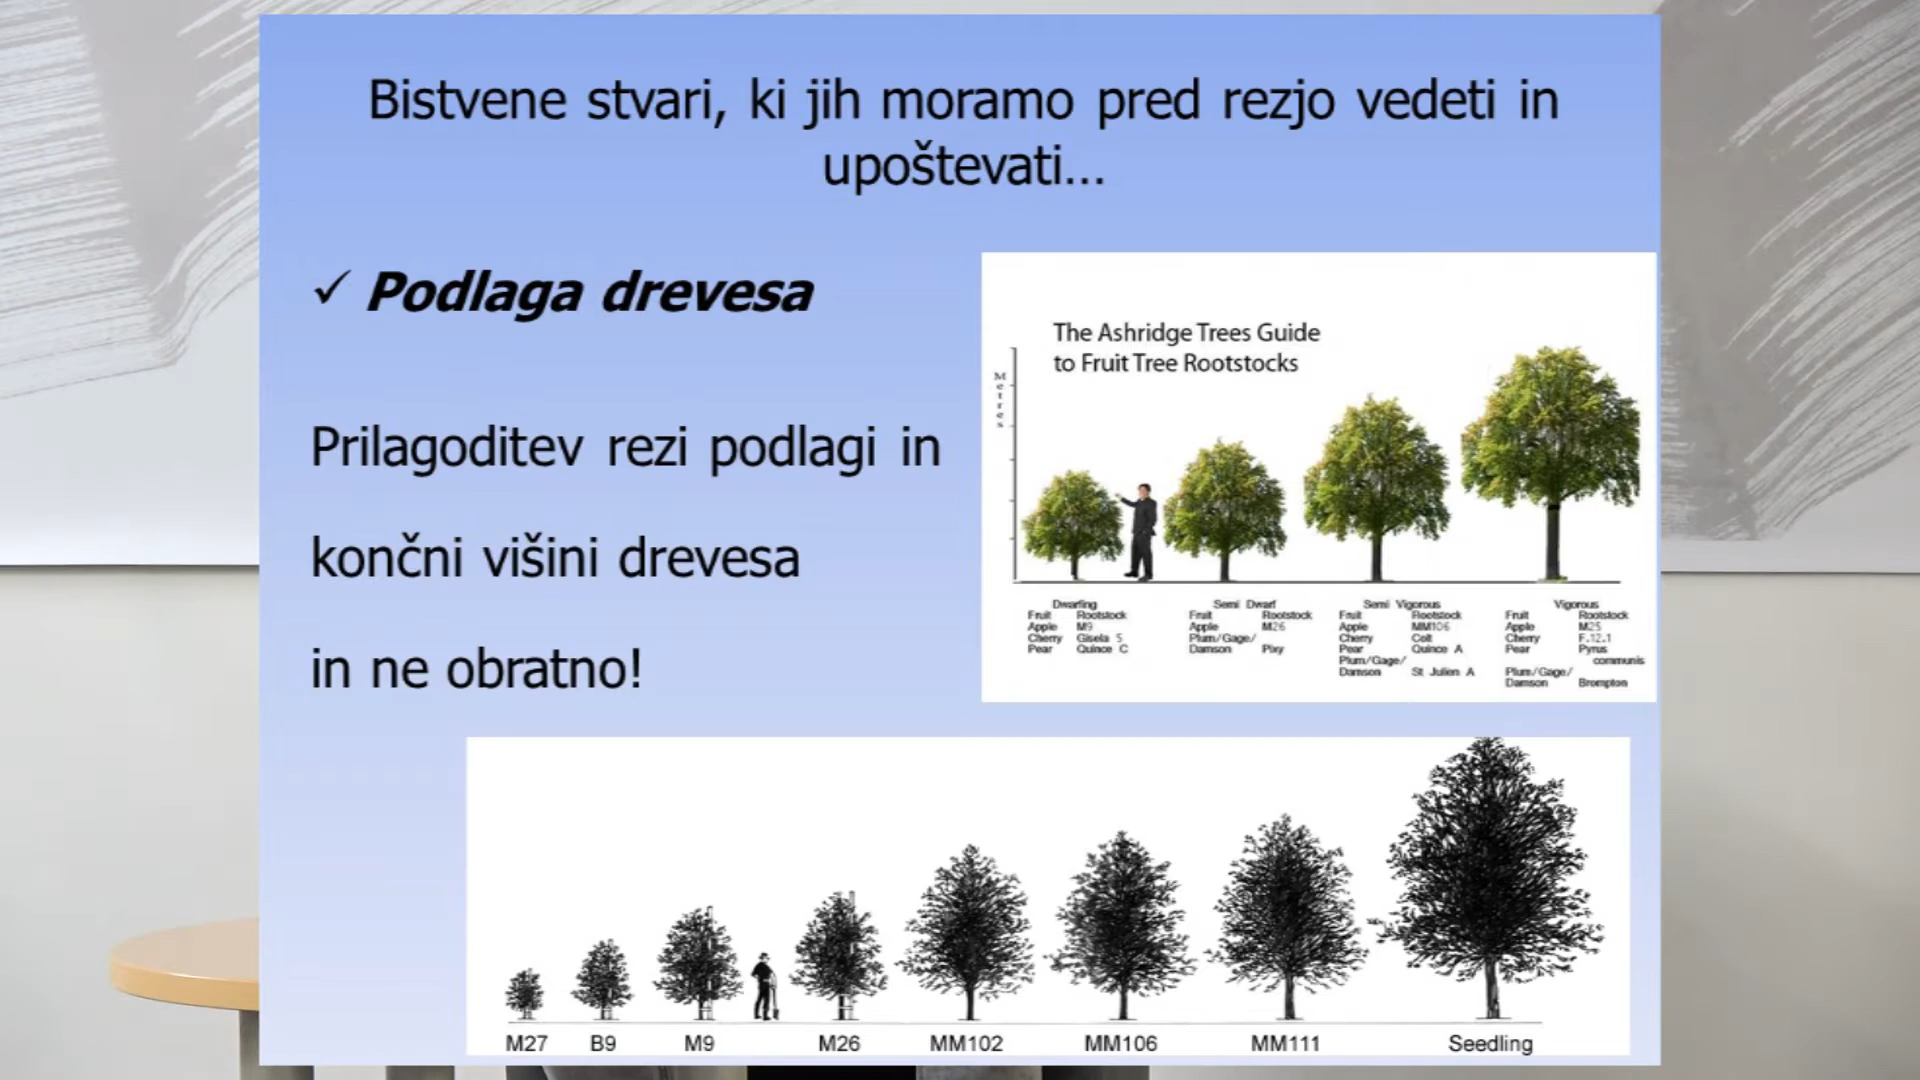 Bistvene stvari, ki jih moramo pred rezjo vedeti in
upoštevati...
✓ Podlaga drevesa
Prilagoditev rezi podlagi in
končni višini drevesa
in ne obratno!
The Ashridge Trees Guide
to Fruit Tree Rootstocks
Metres
Dwarfing
Fruit Rootstock
Apple M9
Cherry Gisela 5
Pear Quince C
Semi Dwarf
Fruit Rootstock
Apple M26
Plum/Gage/
Damson Pixy
Semi Vigorous
Fruit Rootstock
Apple MM106
Cherry Colt
Pear Quince A
Plum/Gage/
Damson St Julien A
Vigorous
Fruit Rootstock
Apple M25
Cherry F.12.1
Pear Pyrus
communis
Plum/Gage/
Damson Brompton
M27 B9 M9 M26 MM102 MM106 MM111 Seedling